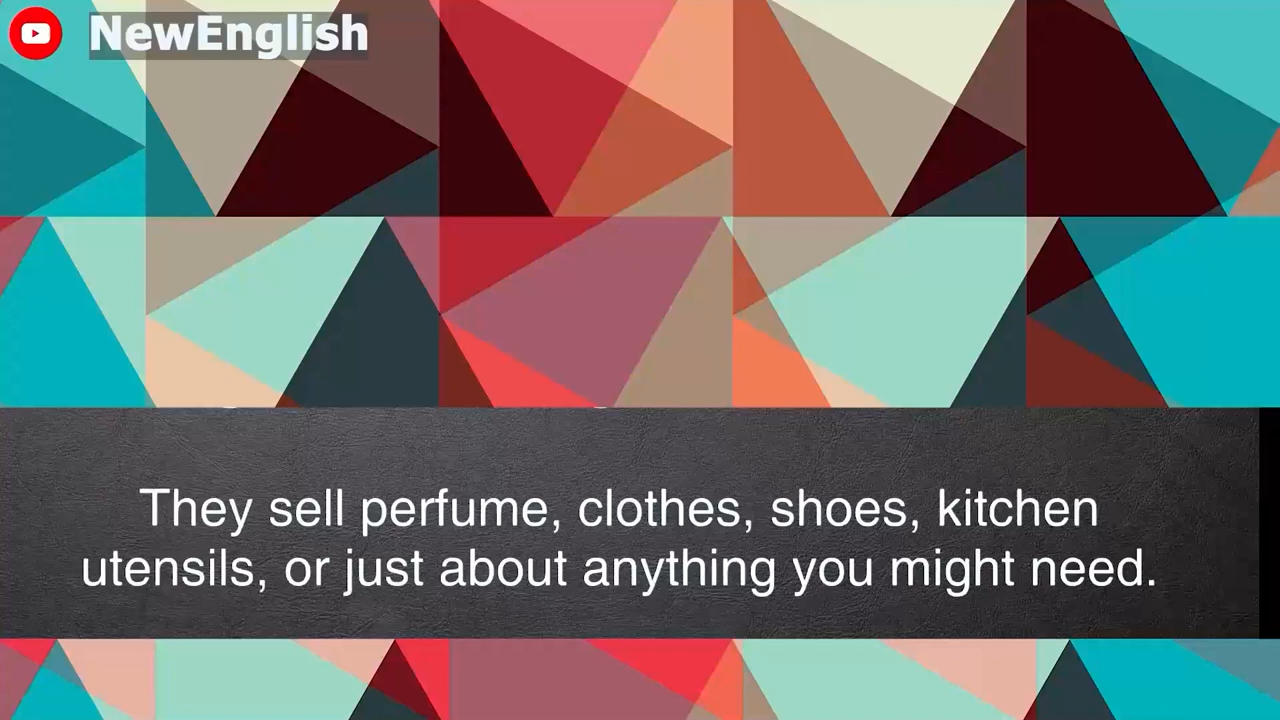 NewEnglish
They sell perfume, clothes, shoes, kitchen
utensils, or just about anything you might need.